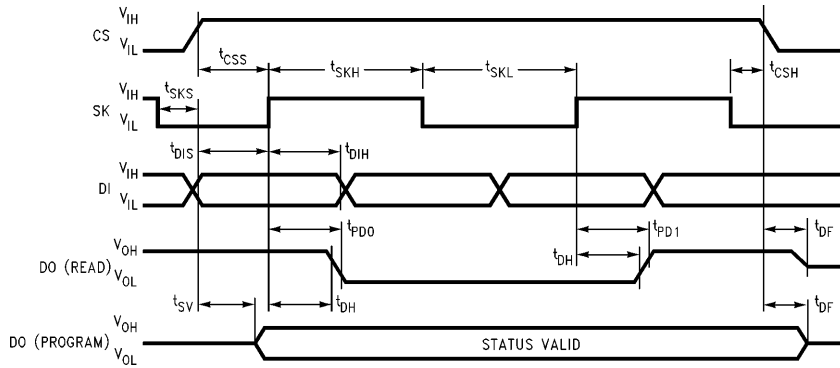 CS V_IH
V_IL
t_CSS t_SKH t_SKL t_CSH
SK V_IH
V_IL
t_SKS
t_DIS t_DIH
DI V_IH
V_IL
t_PD0 t_PD1 t_DF
DO (READ) V_OH
V_OL
t_DH
t_SV t_DH t_DF
DO (PROGRAM) V_OH
V_OL
STATUS VALID